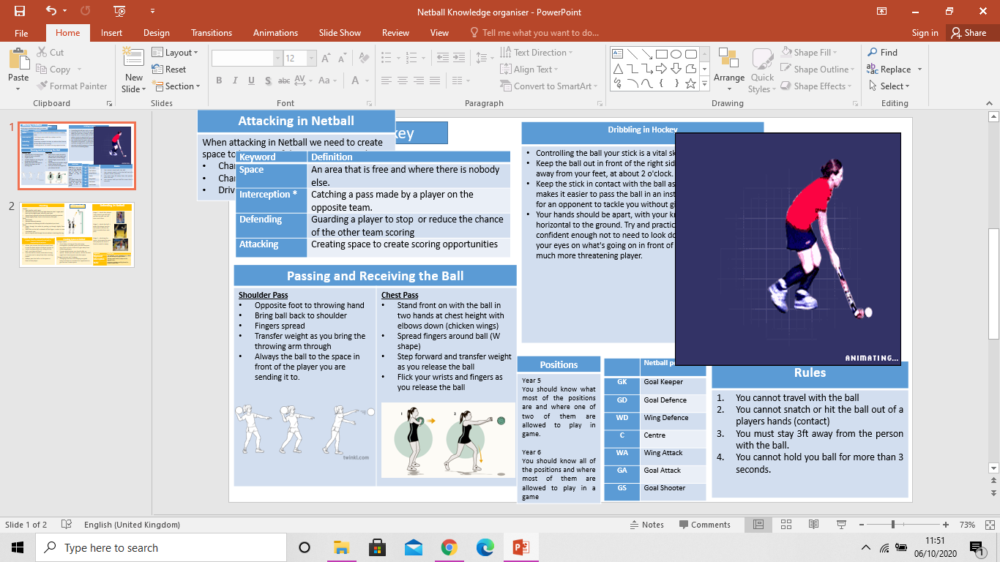 Netball Knowledge organiser - PowerPoint
File Home Insert Design Transitions Animations Slide Show Review View Tell me what you want to do... Sign in Share
Paste
Cut
Copy
Format Painter
Clipboard
New Slide
Layout
Reset
Section
Slides
12
B I U S abc AV Aa A
Font
Text Direction
Align Text
Convert to SmartArt
Paragraph
Arrange
Quick Styles
Shape Fill
Shape Outline
Shape Effects
Drawing
Find
Replace
Select
Editing
1
2
Attacking in Netball
key
When attacking in netball we need to create
space to
• Chan
• Chan
• Driv
Keyword Definition
Space An area that is free and where there is nobody
else.
Interception * Catching a pass made by a player on the
opposite team.
Defending Guarding a player to stop or reduce the chance
of the other team scoring
Attacking Creating space and scoring opportunities
Dribbling in Hockey
• Controlling the ball your stick is a vital sk
• Keep the ball out in front of the right sid
away from your feet, at about 2 o'clock.
• Keep the stick in contact with the ball as
makes it easier to pass the ball in an inst
for an opponent to tackle you without g
• Your hands should be apart, with your kn
horizontal to the ground. Try and practic
confident enough not to need to look do
your eyes on what's going on in front of
much more threatening player.
ANIMATING...
Passing and Receiving the Ball
Shoulder Pass
• Opposite foot to throwing hand
• Bring ball back to shoulder
• Fingers spread
• Transfer weight as you bring the
throwing arm through
• Always the ball to the space in
front of the player you are
sending it to.
twinkl.com
Chest Pass
• Stand front on with the ball in
two hands at chest height with
elbows down (chicken wings)
• Spread fingers around ball (W
shape)
• Step forward and transfer weight
as you release the ball
• Flick your wrists and fingers as
you release the ball
1 2
Positions
Year 5
You should know what
most of the positions
are and where one of
two of them are
allowed to play in
game.
Year 6
You should know all of
the positions and where
most of them are
allowed to play in a
game
Netball p
GK Goal Keeper
GD Goal Defence
WD Wing Defence
C Centre
WA Wing Attack
GA Goal Attack
GS Goal Shooter
Rules
1. You cannot travel with the ball
2. You cannot snatch or hit the ball out of a
players hands (contact)
3. You must stay 3ft away from the person
with the ball.
4. You cannot hold you ball for more than 3
seconds.
Slide 1 of 2 English (United Kingdom) Notes Comments 73%
Type here to search
11:51
06/10/2020
1